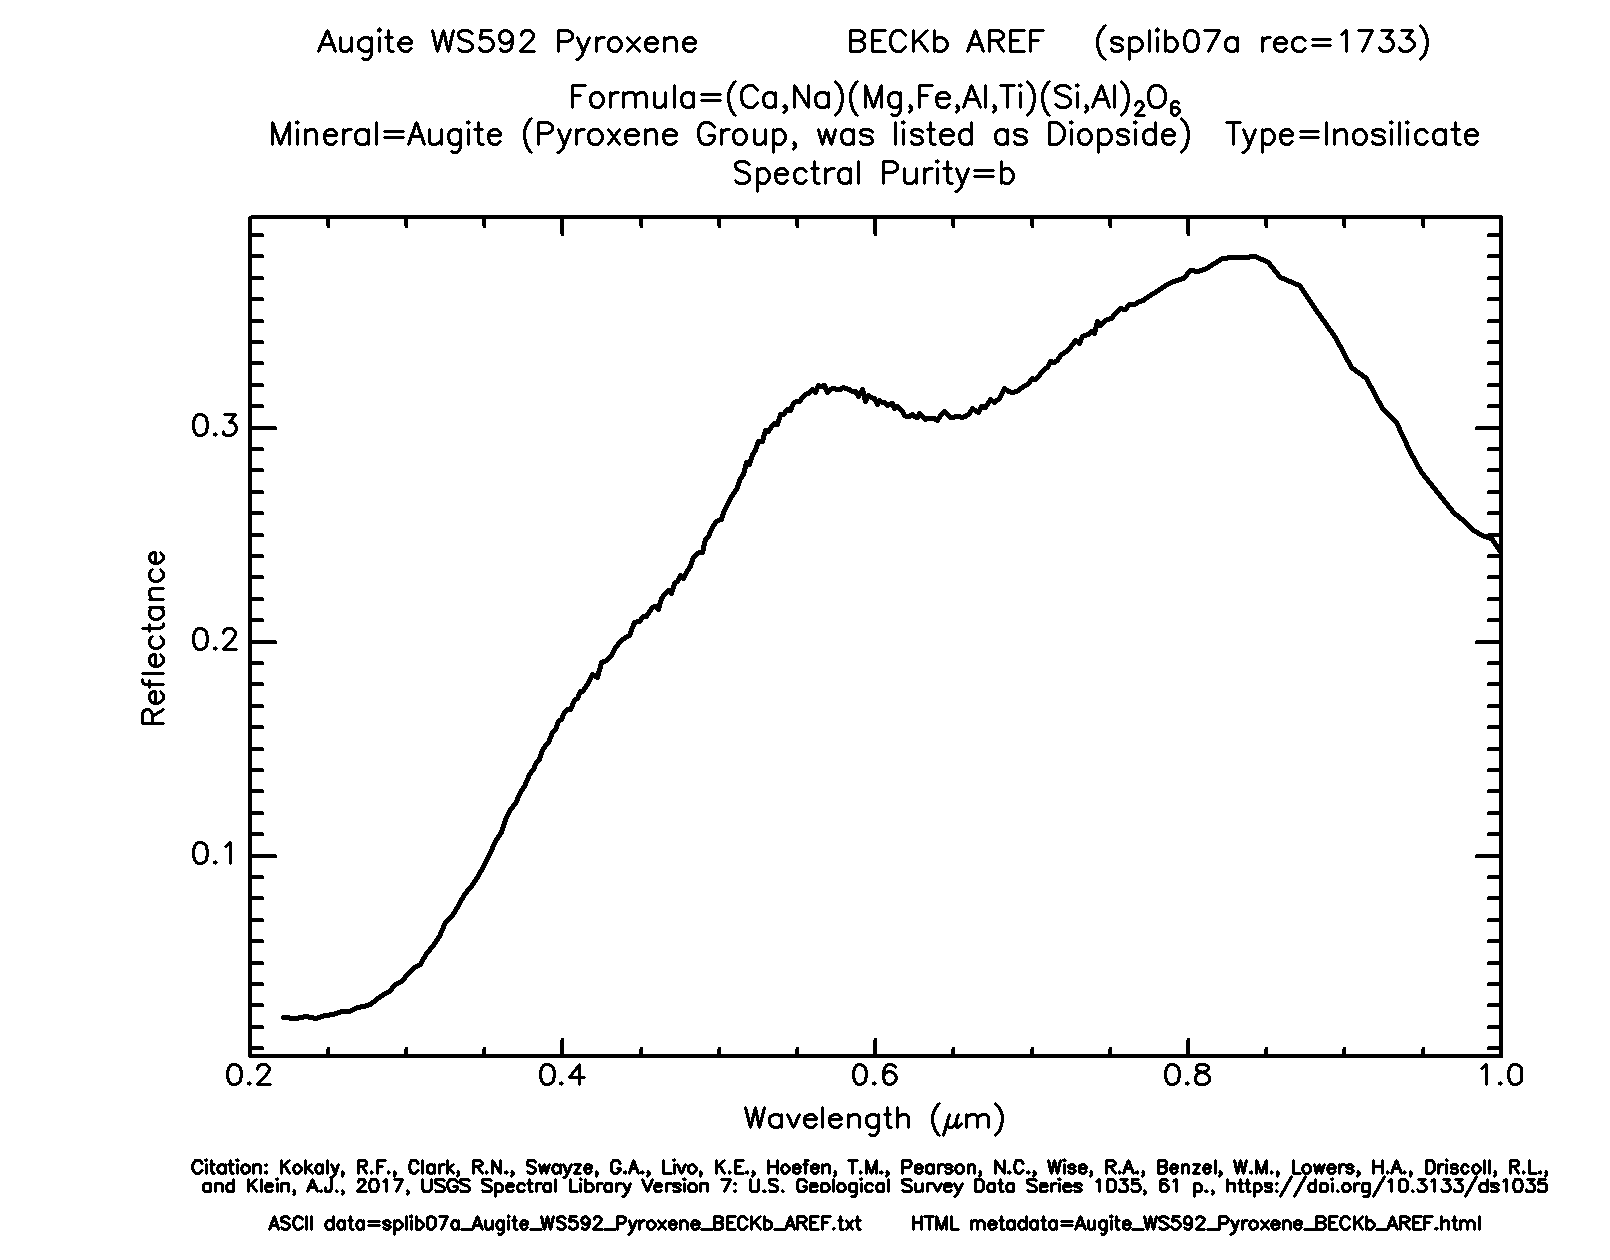 Augite WS592 Pyroxene BECKb AREF (splib07a rec=1733)
Formula=(Ca,Na)(Mg,Fe,Al,Ti)(Si,Al)₂O₆
Mineral=Augite (Pyroxene Group, was listed as Diopside) Type=Inosilicate
Spectral Purity=b
Reflectance
0.3
0.2
0.1
0.2 0.4 0.6 0.8 1.0
Wavelength (μm)
Citation: Kokaly, R.F., Clark, R.N., Swayze, G.A., Livo, K.E., Hoefen, T.M., Pearson, N.C., Wise, R.A., Benzel, W.M., Lowers, H.A., Driscoll, R.L.,
and Klein, A.J., 2017, USGS Spectral Library Version 7: U.S. Geological Survey Data Series 1035, 61 p., https://doi.org/10.3133/ds1035
ASCII data=splib07a_Augite_WS592_Pyroxene_BECKb_AREF.txt HTML metadata=Augite_WS592_Pyroxene_BECKb_AREF.html